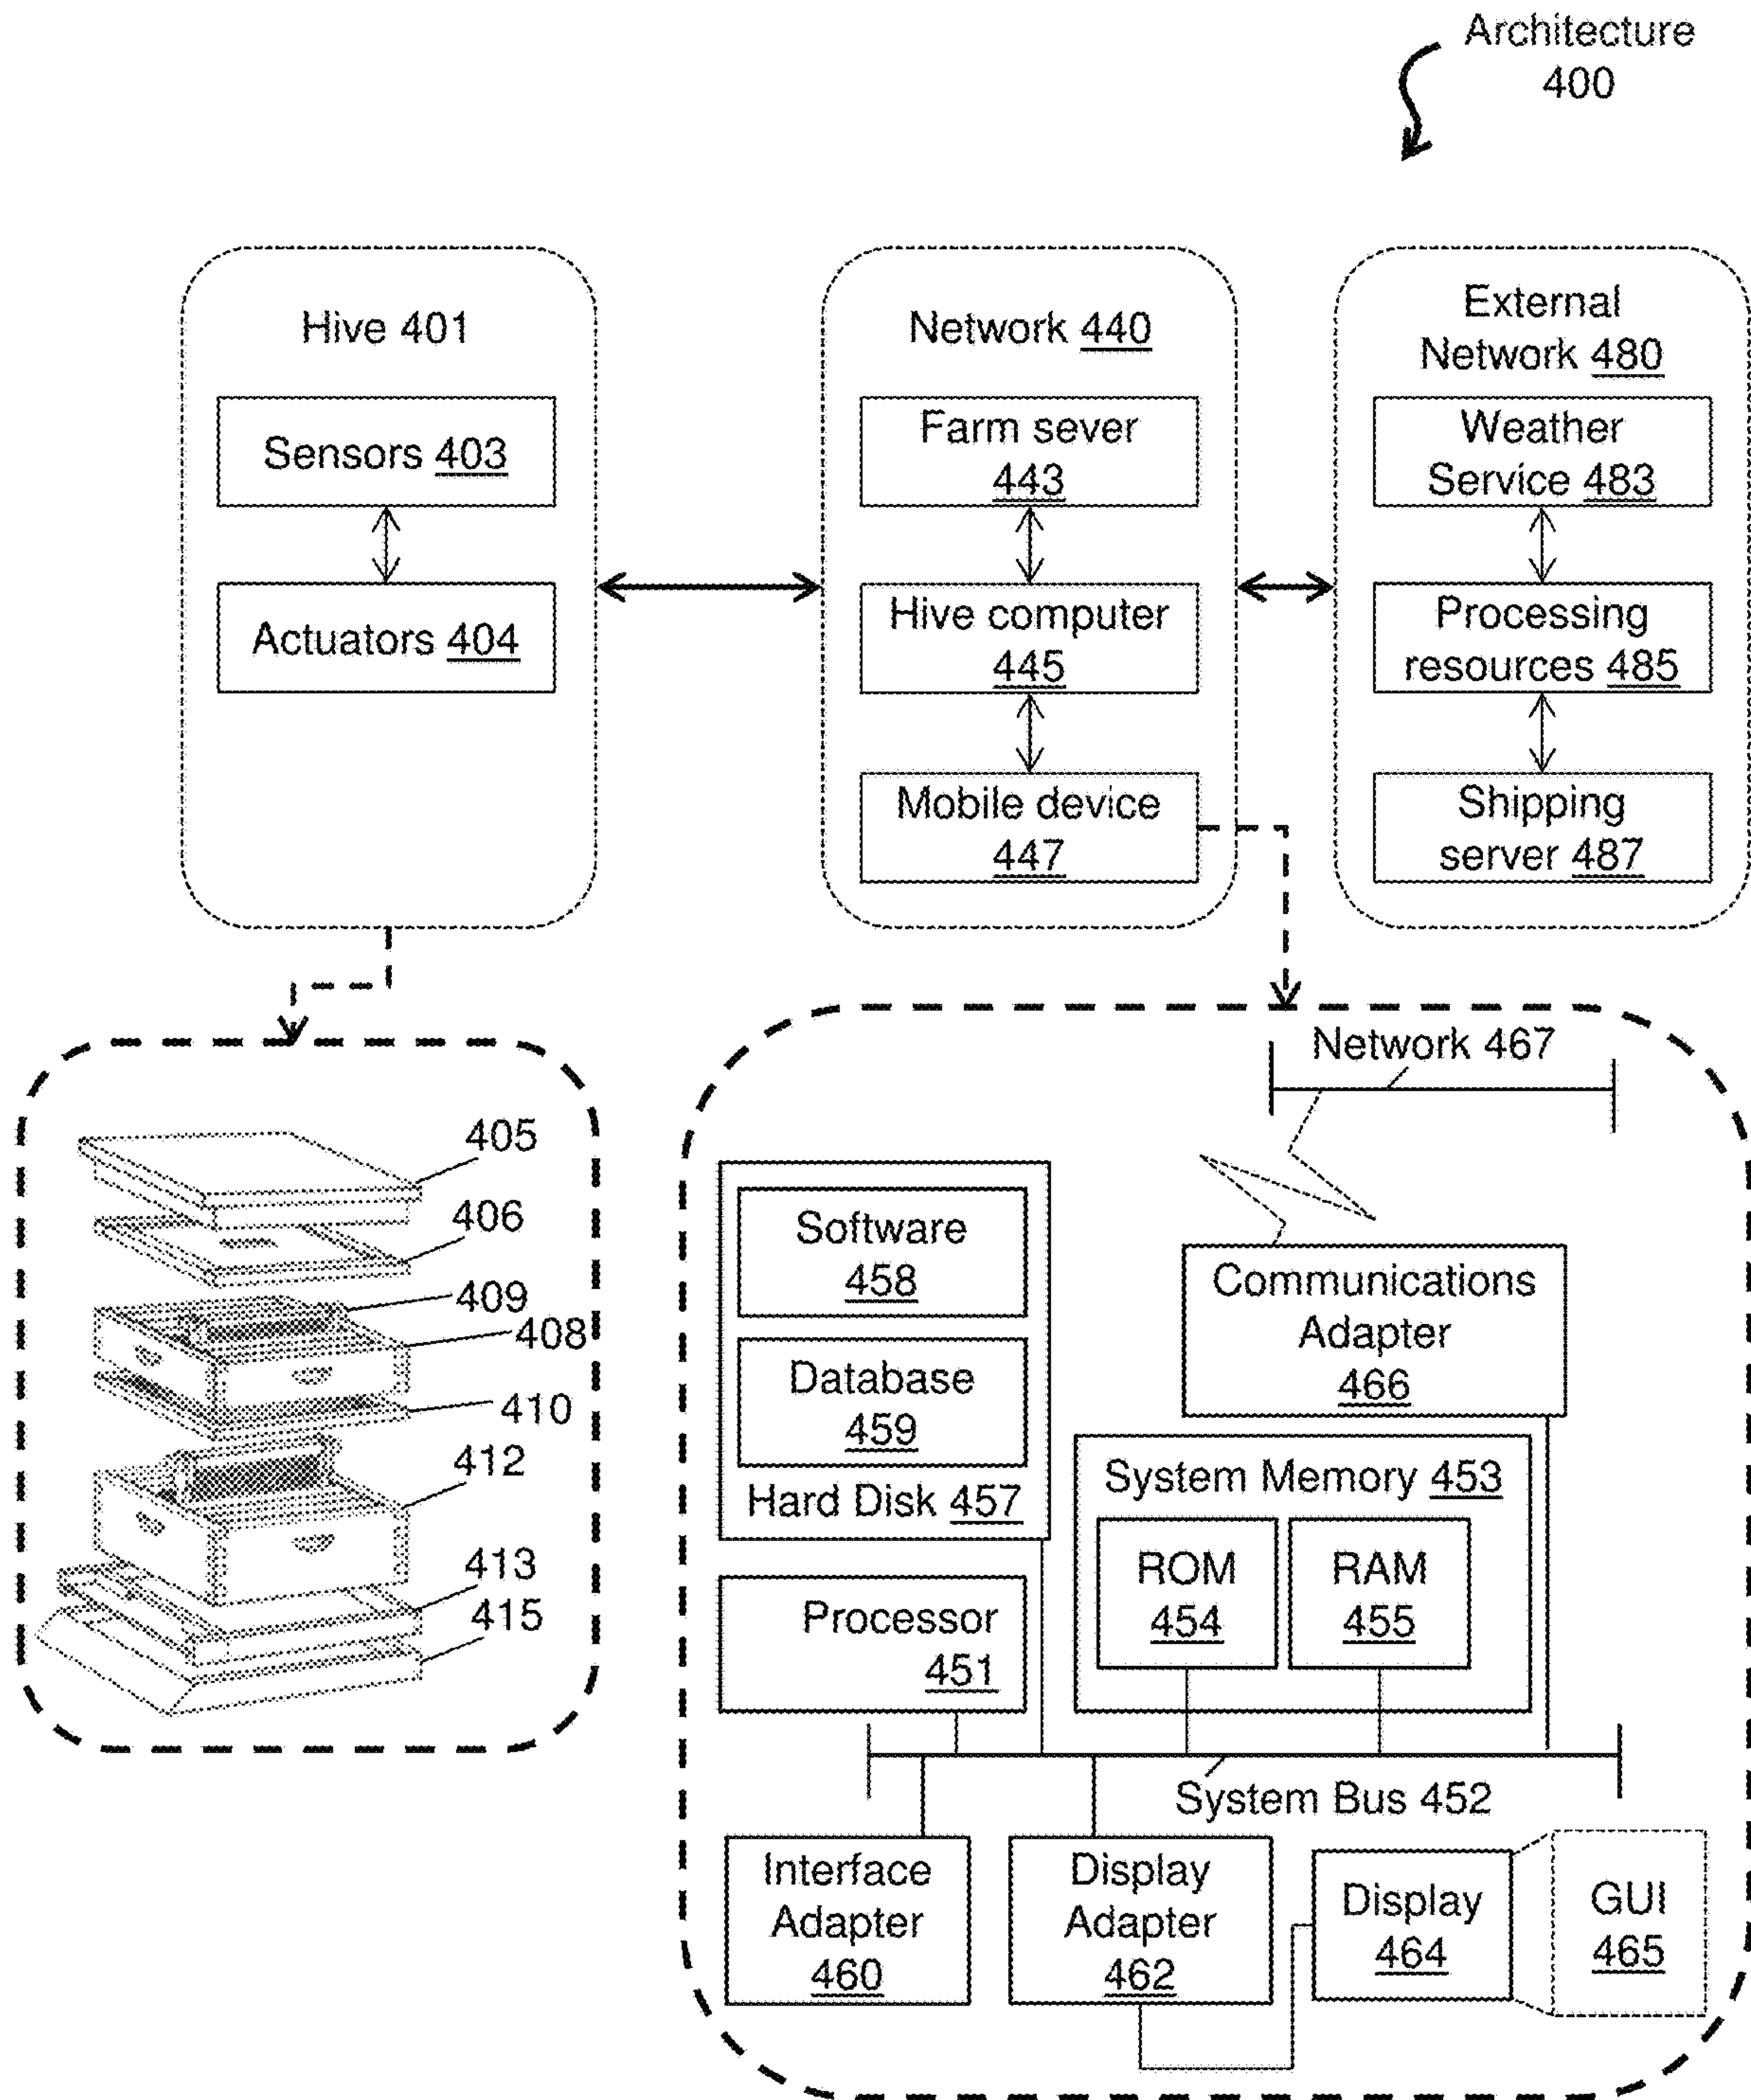 Architecture
400
Hive 401
Sensors 403
Actuators 404
Network 440
Farm sever
443
Hive computer
445
Mobile device
447
External
Network 480
Weather
Service 483
Processing
resources 485
Shipping
server 487
405
406
409
408
410
412
413
415
Network 467
Software
458
Database
459
Hard Disk 457
Communications
Adapter
466
System Memory 453
ROM
454
RAM
455
Processor
451
System Bus 452
Interface
Adapter
460
Display
Adapter
462
Display
464
GUI
465